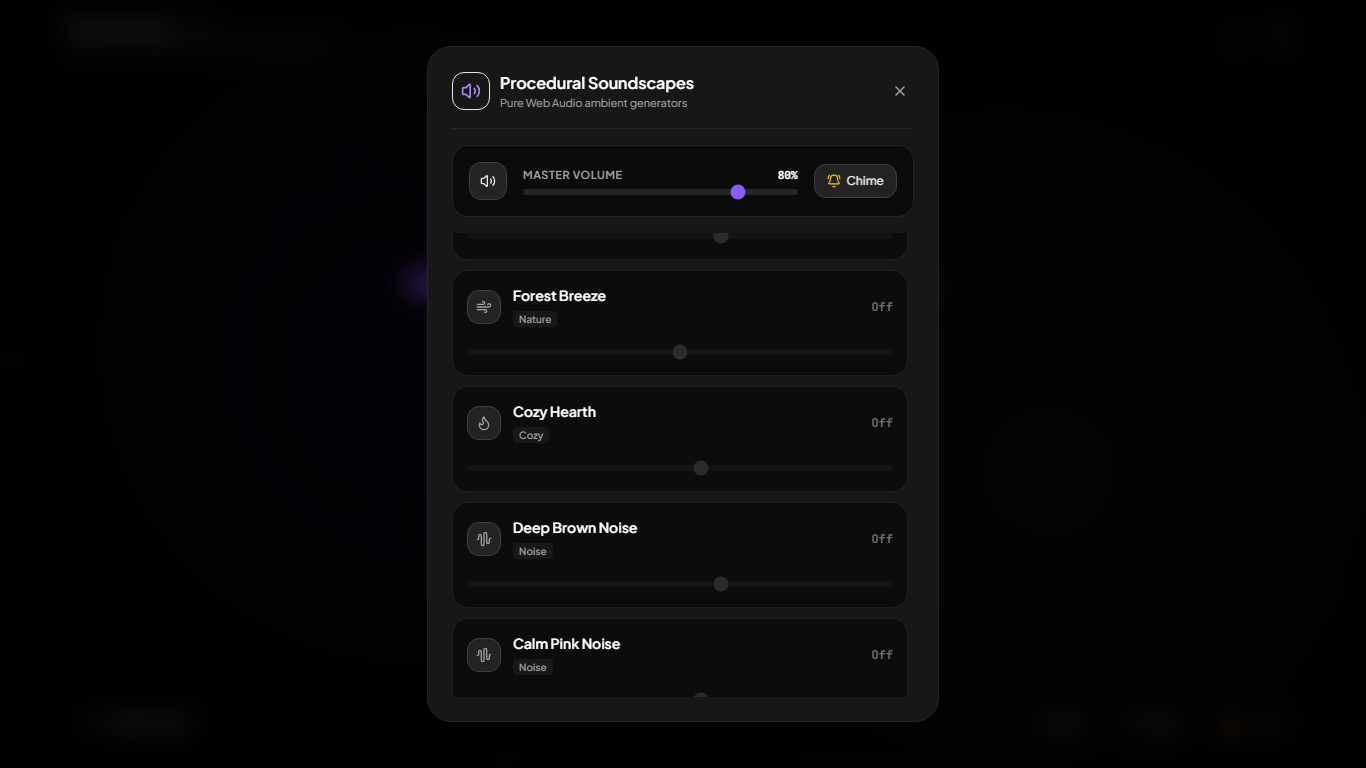 Procedural Soundscapes
Pure Web Audio ambient generators
MASTER VOLUME
80%
Chime
Forest Breeze
Nature
Off
Cozy Hearth
Cozy
Off
Deep Brown Noise
Noise
Off
Calm Pink Noise
Noise
Off